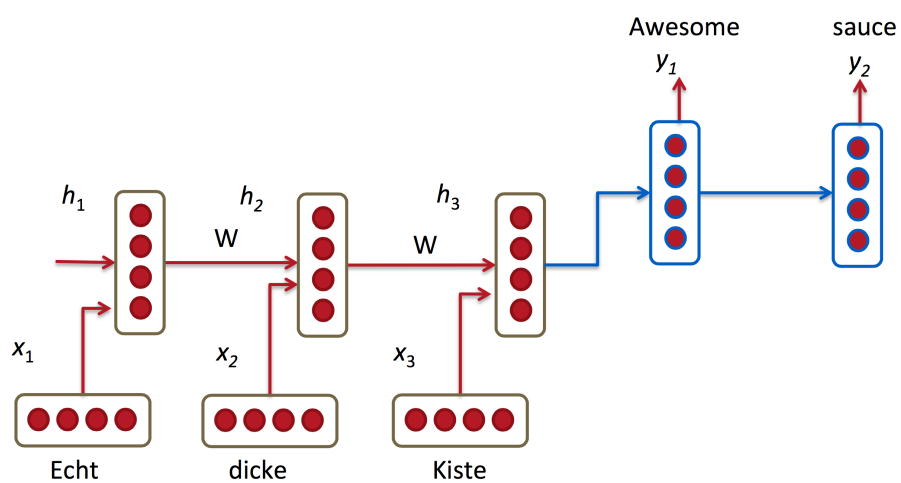 Awesome sauce
y1 y2
h1 h2 h3
W W
x1 x2 x3
Echt dicke Kiste